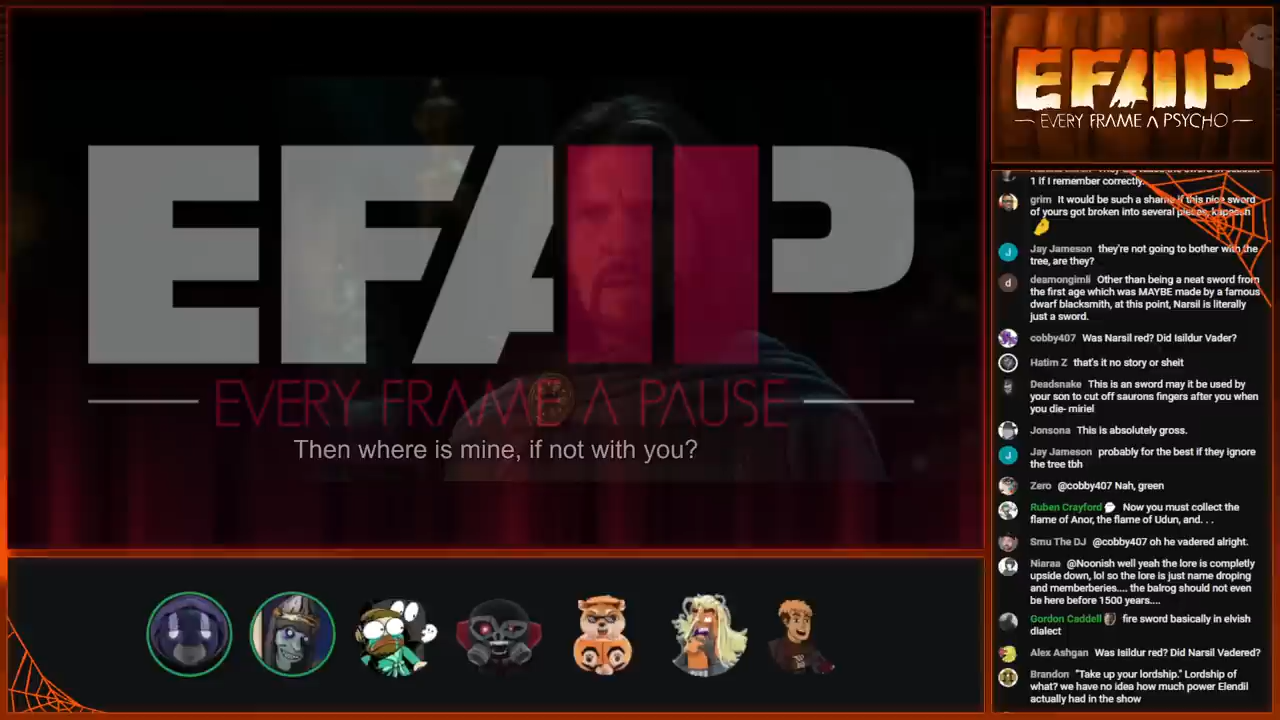 EFAP
EVERY FRAME A PAUSE
Then where is mine, if not with you?
EFAP
EVERY FRAME A PSYCHO
1 if I remember correctly.
grim It would be such a shame if this nice sword
of yours got broken into several pieces, kapeesh
J
Jay Jameson they're not going to bother with the
tree, are they?
d
deamongimli Other than being a neat sword from
the first age which was MAYBE made by a famous
dwarf blacksmith, at this point, Narsil is literally
just a sword.
cobby407 Was Narsil red? Did Isildur Vader?
Hatim Z that's it no story or sheit
Deadsnake This is an sword may it be used by
your son to cut off saurons fingers after you when
you die- miriel
Jonsona This is absolutely gross.
J
Jay Jameson probably for the best if they ignore
the tree tbh
Zero @cobby407 Nah, green
Ruben Crayford Now you must collect the
flame of Anor, the flame of Udun, and. . .
Smu The DJ @cobby407 oh he vadered alright.
Niaraa @Noonish well yeah the lore is completly
upside down, lol so the lore is just name droping
and memberberies.... the balrog should not even
be here before 1500 years....
Gordon Caddell fire sword basically in elvish
dialect
Alex Ashgan Was Isildur red? Did Narsil Vadered?
Brandon "Take up your lordship." Lordship of
what? we have no idea how much power Elendil
actually had in the show